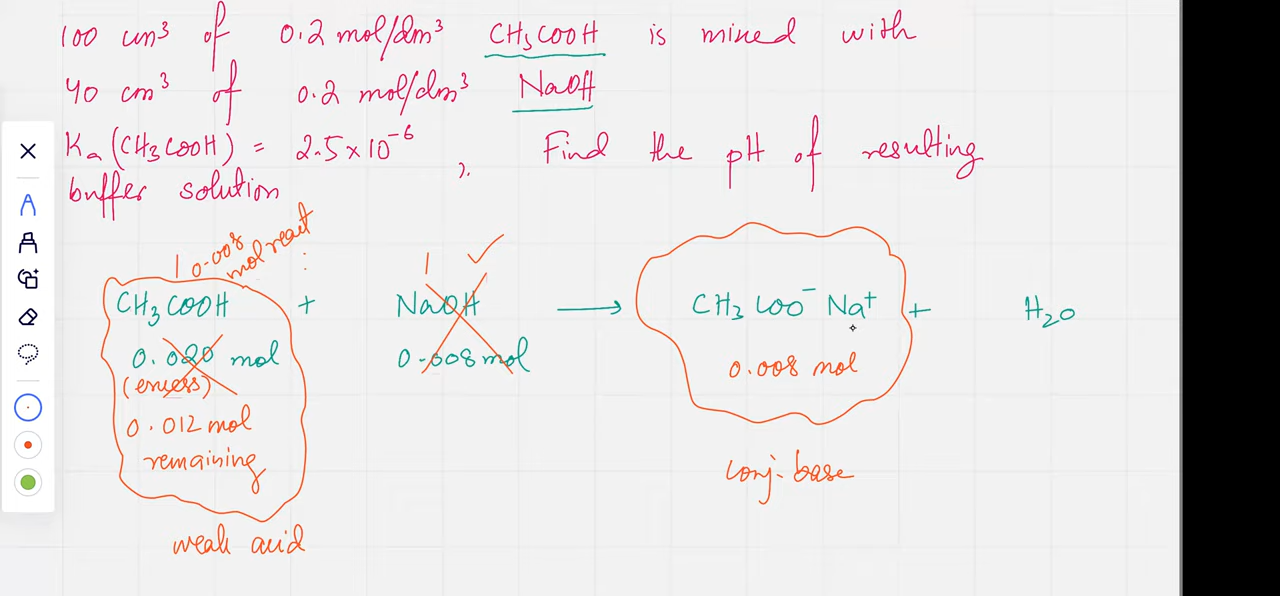 100 cm³ of 0.2 mol/dm³ CH₃COOH is mixed with
40 cm³ of 0.2 mol/dm³ NaOH
Ka (CH₃COOH) = 2.5×10⁻⁶, Find the pH of resulting
buffer solution
1 0.008
mol react
1 ✓
CH₃COOH + NaOH → CH₃COO⁻ Na⁺ + H₂O
0.020 mol 0.008 mol 0.008 mol
(excess)
0.012 mol
remaining
conj. base
weak acid